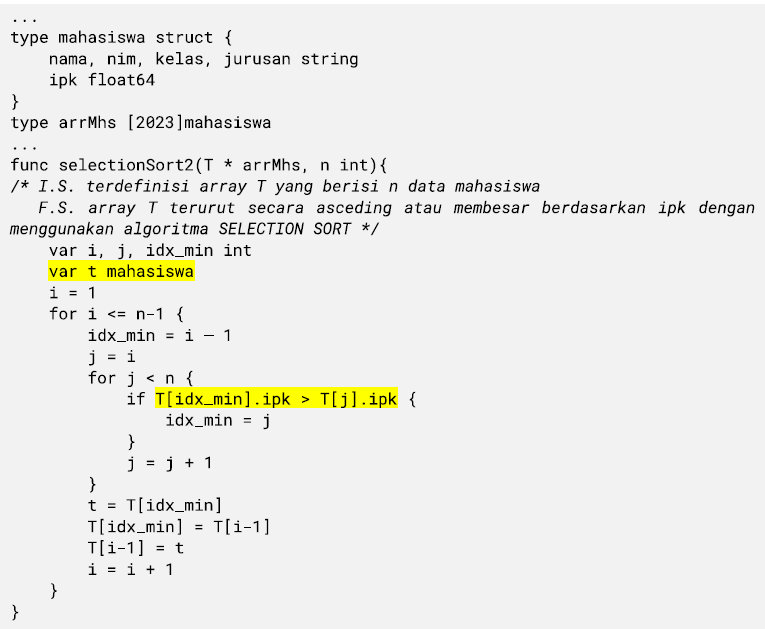 ...
type mahasiswa struct {
    nama, nim, kelas, jurusan string
    ipk float64
}
type arrMhs [2023]mahasiswa
...
func selectionSort2(T * arrMhs, n int){
/* I.S. terdefinisi array T yang berisi n data mahasiswa
   F.S. array T terurut secara asceding atau membesar berdasarkan ipk dengan
menggunakan algoritma SELECTION SORT */
    var i, j, idx_min int
    var t mahasiswa
    i = 1
    for i <= n-1 {
        idx_min = i – 1
        j = i
        for j < n {
            if T[idx_min].ipk > T[j].ipk {
                idx_min = j
            }
            j = j + 1
        }
        t = T[idx_min]
        T[idx_min] = T[i-1]
        T[i-1] = t
        i = i + 1
    }
}